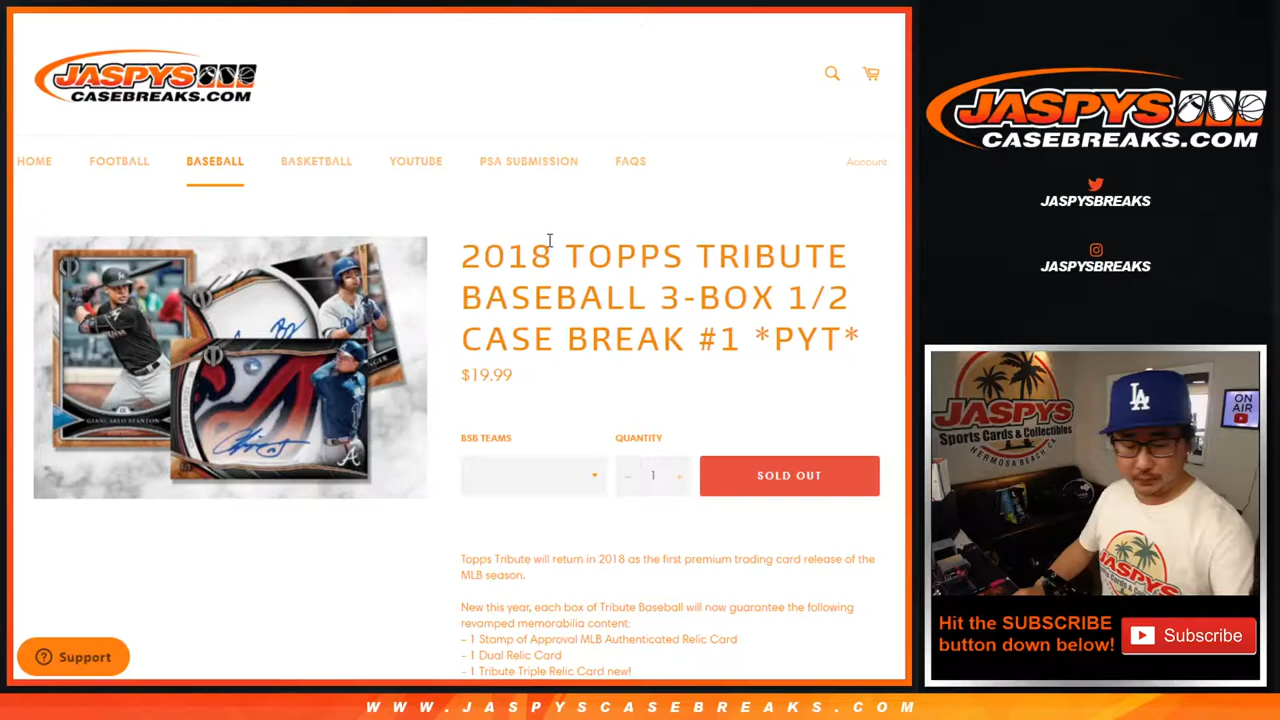 JASPYS
CASEBREAKS.COM
HOME FOOTBALL BASEBALL BASKETBALL YOUTUBE PSA SUBMISSION FAQS Account
2018 TOPPS TRIBUTE
BASEBALL 3-BOX 1/2
CASE BREAK #1 *PYT*
$19.99
BSB TEAMS QUANTITY
- 1 + SOLD OUT
GIANCARLO STANTON
Topps Tribute will return in 2018 as the first premium trading card release of the
MLB season.
New this year, each box of Tribute Baseball will now guarantee the following
revamped memorabilia content:
- 1 Stamp of Approval MLB Authenticated Relic Card
- 1 Dual Relic Card
- 1 Tribute Triple Relic Card new!
Support
JASPYS
CASEBREAKS.COM
JASPYSBREAKS
JASPYSBREAKS
JASPYS
Sports Cards & Collectibles
HERMOSA BEACH CA
ON
AIR
LA
JASPYS
Hit the SUBSCRIBE
button down below!
Subscribe
WWW.JASPYSCASEBREAKS.COM